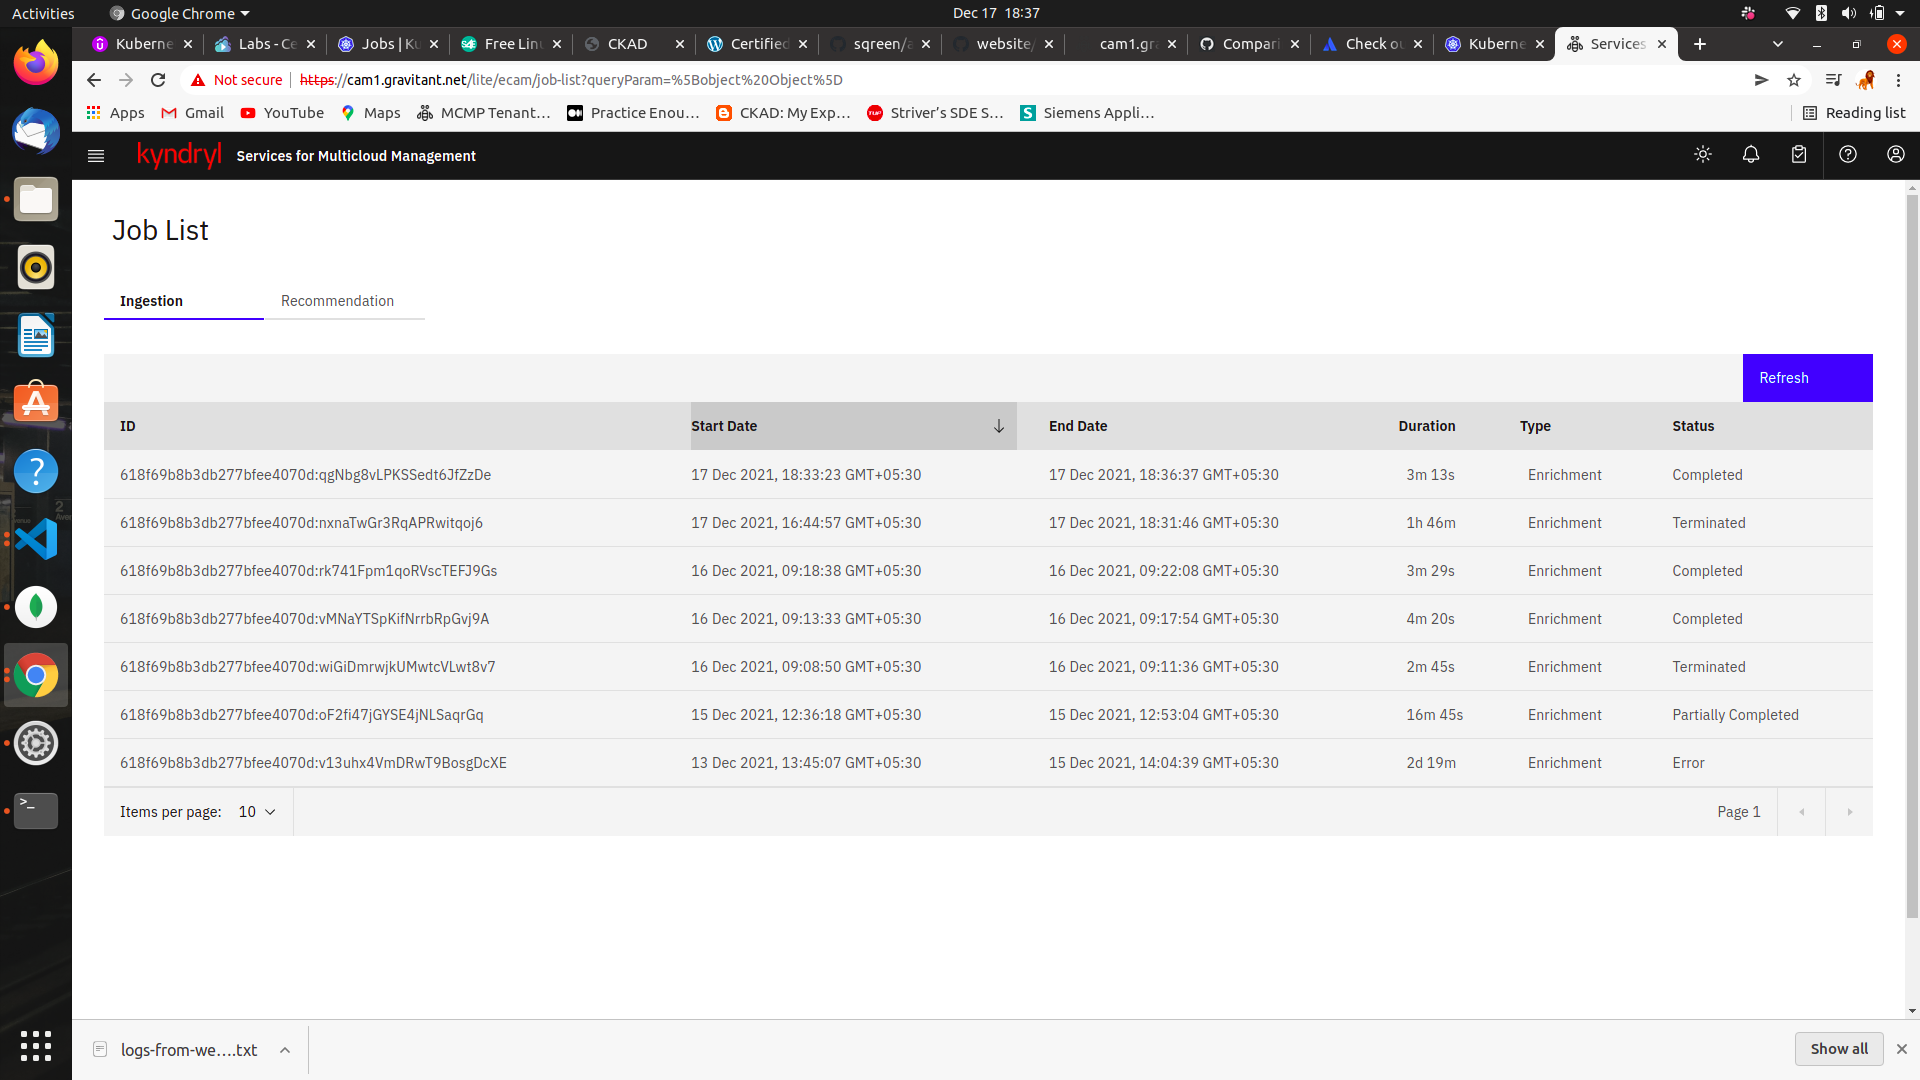 Activities Google Chrome Dec 17 18:37
Kuberne Labs - Ce Jobs | Ku Free Linu CKAD Certified sqreen/a website/ cam1.gra Compari Check ou Kuberne Services
Not secure https://cam1.gravitant.net/lite/ecam/job-list?queryParam=%5Bobject%20Object%5D
Apps Gmail YouTube Maps MCMP Tenant… Practice Enou… CKAD: My Exp… Striver’s SDE S… Siemens Appli… Reading list
kyndryl Services for Multicloud Management
Job List
Ingestion Recommendation
Refresh
ID Start Date End Date Duration Type Status
618f69b8b3db277bfee4070d:qgNbg8vLPKSSedt6JfZzDe 17 Dec 2021, 18:33:23 GMT+05:30 17 Dec 2021, 18:36:37 GMT+05:30 3m 13s Enrichment Completed
618f69b8b3db277bfee4070d:nxnaTwGr3RqAPRwitqoj6 17 Dec 2021, 16:44:57 GMT+05:30 17 Dec 2021, 18:31:46 GMT+05:30 1h 46m Enrichment Terminated
618f69b8b3db277bfee4070d:rk741Fpm1qoRVscTEFJ9Gs 16 Dec 2021, 09:18:38 GMT+05:30 16 Dec 2021, 09:22:08 GMT+05:30 3m 29s Enrichment Completed
618f69b8b3db277bfee4070d:vMNaYTSpKifNrrbRpGvj9A 16 Dec 2021, 09:13:33 GMT+05:30 16 Dec 2021, 09:17:54 GMT+05:30 4m 20s Enrichment Completed
618f69b8b3db277bfee4070d:wiGiDmrwjkUMwtcVLwt8v7 16 Dec 2021, 09:08:50 GMT+05:30 16 Dec 2021, 09:11:36 GMT+05:30 2m 45s Enrichment Terminated
618f69b8b3db277bfee4070d:oF2fi47jGYSE4jNLSaqrGq 15 Dec 2021, 12:36:18 GMT+05:30 15 Dec 2021, 12:53:04 GMT+05:30 16m 45s Enrichment Partially Completed
618f69b8b3db277bfee4070d:v13uhx4VmDRwT9BosgDcXE 13 Dec 2021, 13:45:07 GMT+05:30 15 Dec 2021, 14:04:39 GMT+05:30 2d 19m Enrichment Error
Items per page: 10 Page 1
logs-from-we….txt Show all